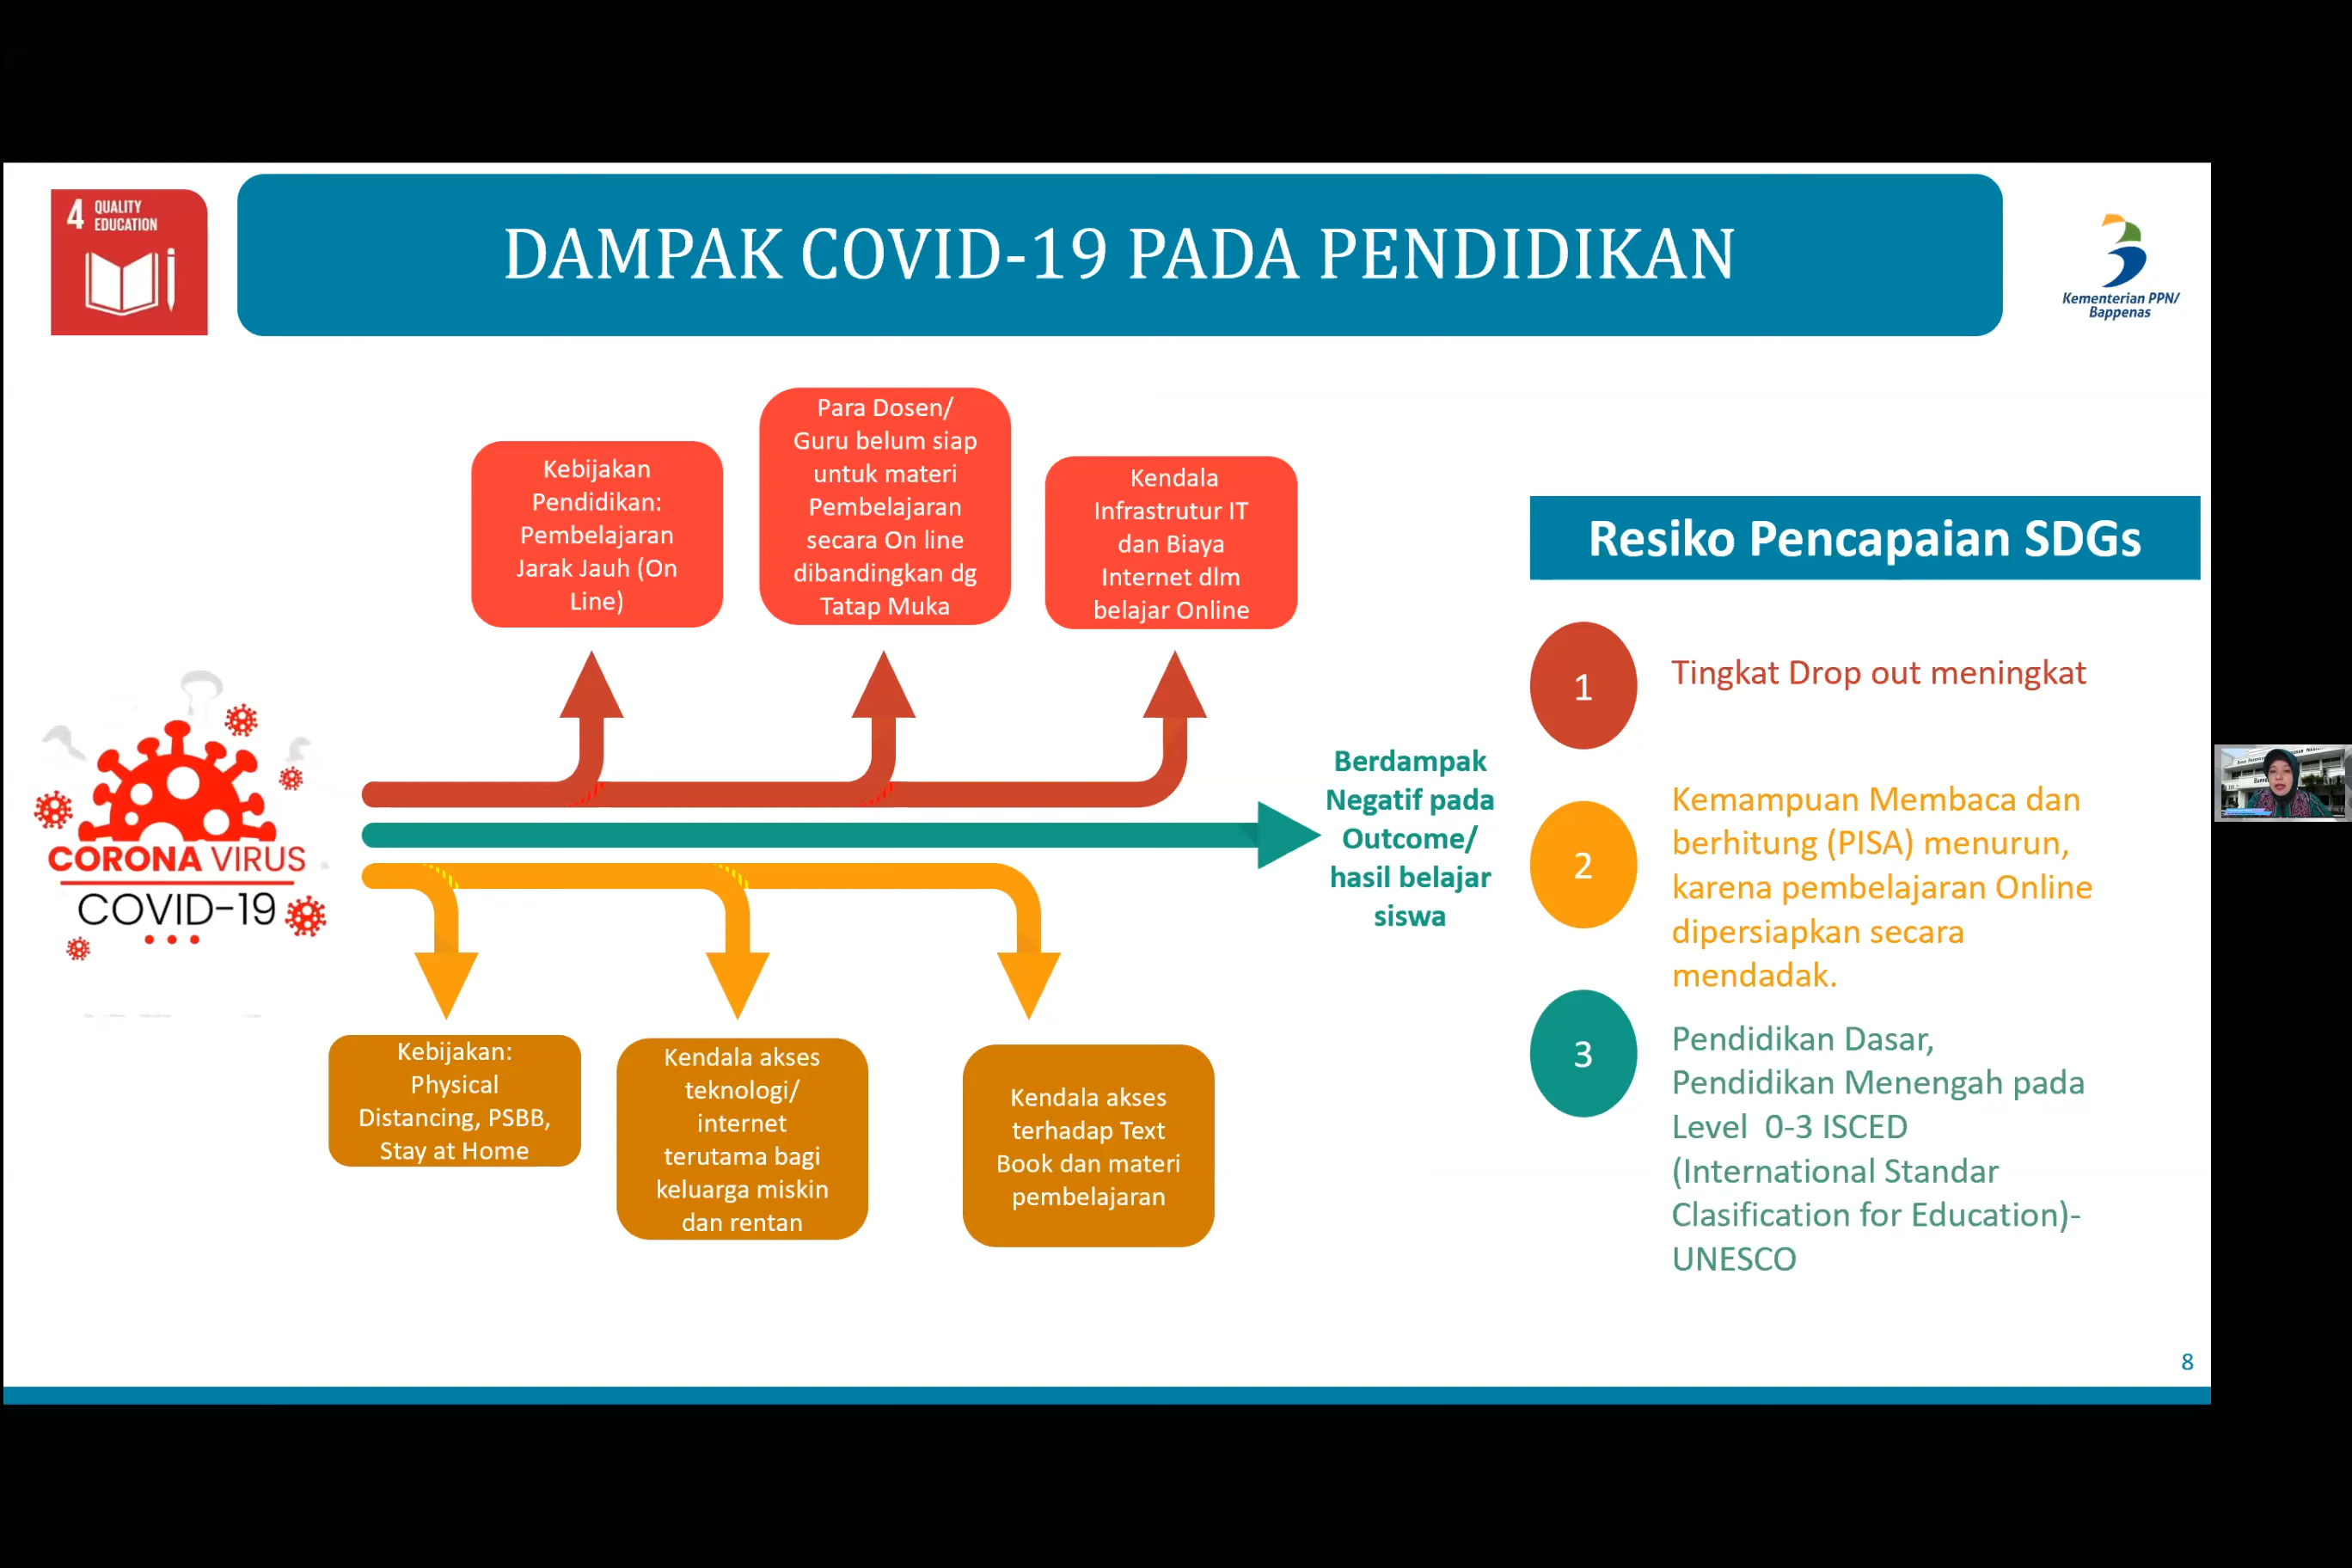 4 QUALITY
EDUCATION
DAMPAK COVID-19 PADA PENDIDIKAN
Kementerian PPN/
Bappenas
Kebijakan
Pendidikan:
Pembelajaran
Jarak Jauh (On
Line)
Para Dosen/
Guru belum siap
untuk materi
Pembelajaran
secara On line
dibandingkan dg
Tatap Muka
Kendala
Infrastrutur IT
dan Biaya
Internet dlm
belajar Online
CORONA VIRUS
COVID-19
Berdampak
Negatif pada
Outcome/
hasil belajar
siswa
Kebijakan:
Physical
Distancing, PSBB,
Stay at Home
Kendala akses
teknologi/
internet
terutama bagi
keluarga miskin
dan rentan
Kendala akses
terhadap Text
Book dan materi
pembelajaran
Resiko Pencapaian SDGs
1
Tingkat Drop out meningkat
2
Kemampuan Membaca dan
berhitung (PISA) menurun,
karena pembelajaran Online
dipersiapkan secara
mendadak.
3
Pendidikan Dasar,
Pendidikan Menengah pada
Level 0-3 ISCED
(International Standar
Clasification for Education)-
UNESCO
8